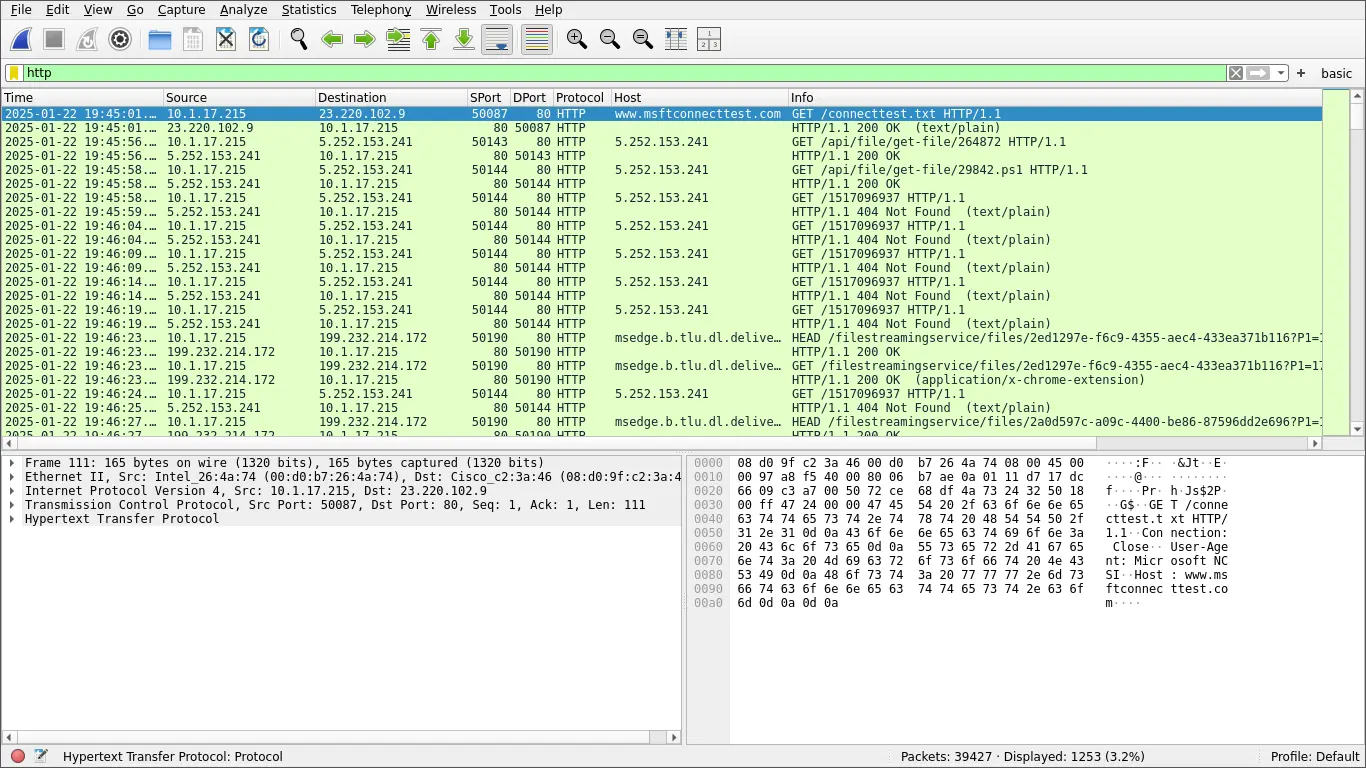 File Edit View Go Capture Analyze Statistics Telephony Wireless Tools Help
http basic
Time Source Destination SPort DPort Protocol Host Info
2025-01-22 19:45:01.… 10.1.17.215 23.220.102.9 50087 80 HTTP www.msftconnecttest.com GET /connecttest.txt HTTP/1.1
2025-01-22 19:45:01.… 23.220.102.9 10.1.17.215 80 50087 HTTP HTTP/1.1 200 OK (text/plain)
2025-01-22 19:45:56.… 10.1.17.215 5.252.153.241 50143 80 HTTP 5.252.153.241 GET /api/file/get-file/264872 HTTP/1.1
2025-01-22 19:45:56.… 5.252.153.241 10.1.17.215 80 50143 HTTP HTTP/1.1 200 OK
2025-01-22 19:45:58.… 10.1.17.215 5.252.153.241 50144 80 HTTP 5.252.153.241 GET /api/file/get-file/29842.ps1 HTTP/1.1
2025-01-22 19:45:58.… 5.252.153.241 10.1.17.215 80 50144 HTTP HTTP/1.1 200 OK
2025-01-22 19:45:58.… 10.1.17.215 5.252.153.241 50144 80 HTTP 5.252.153.241 GET /1517096937 HTTP/1.1
2025-01-22 19:45:59.… 5.252.153.241 10.1.17.215 80 50144 HTTP HTTP/1.1 404 Not Found (text/plain)
2025-01-22 19:46:04.… 10.1.17.215 5.252.153.241 50144 80 HTTP 5.252.153.241 GET /1517096937 HTTP/1.1
2025-01-22 19:46:04.… 5.252.153.241 10.1.17.215 80 50144 HTTP HTTP/1.1 404 Not Found (text/plain)
2025-01-22 19:46:09.… 10.1.17.215 5.252.153.241 50144 80 HTTP 5.252.153.241 GET /1517096937 HTTP/1.1
2025-01-22 19:46:09.… 5.252.153.241 10.1.17.215 80 50144 HTTP HTTP/1.1 404 Not Found (text/plain)
2025-01-22 19:46:14.… 10.1.17.215 5.252.153.241 50144 80 HTTP 5.252.153.241 GET /1517096937 HTTP/1.1
2025-01-22 19:46:14.… 5.252.153.241 10.1.17.215 80 50144 HTTP HTTP/1.1 404 Not Found (text/plain)
2025-01-22 19:46:19.… 10.1.17.215 5.252.153.241 50144 80 HTTP 5.252.153.241 GET /1517096937 HTTP/1.1
2025-01-22 19:46:19.… 5.252.153.241 10.1.17.215 80 50144 HTTP HTTP/1.1 404 Not Found (text/plain)
2025-01-22 19:46:23.… 10.1.17.215 199.232.214.172 50190 80 HTTP msedge.b.tlu.dl.delive… HEAD /filestreamingservice/files/2ed1297e-f6c9-4355-aec4-433ea371b116?P1=1
2025-01-22 19:46:23.… 199.232.214.172 10.1.17.215 80 50190 HTTP HTTP/1.1 200 OK
2025-01-22 19:46:23.… 10.1.17.215 199.232.214.172 50190 80 HTTP msedge.b.tlu.dl.delive… GET /filestreamingservice/files/2ed1297e-f6c9-4355-aec4-433ea371b116?P1=17
2025-01-22 19:46:23.… 199.232.214.172 10.1.17.215 80 50190 HTTP HTTP/1.1 200 OK (application/x-chrome-extension)
2025-01-22 19:46:24.… 10.1.17.215 5.252.153.241 50144 80 HTTP 5.252.153.241 GET /1517096937 HTTP/1.1
2025-01-22 19:46:25.… 5.252.153.241 10.1.17.215 80 50144 HTTP HTTP/1.1 404 Not Found (text/plain)
2025-01-22 19:46:27.… 10.1.17.215 199.232.214.172 50190 80 HTTP msedge.b.tlu.dl.delive… HEAD /filestreamingservice/files/2a0d597c-a09c-4400-be86-87596dd2e696?P1=1
2025-01-22 19:46:27.… 199.232.214.172 10.1.17.215 80 50190 HTTP HTTP/1.1 200 OK
Frame 111: 165 bytes on wire (1320 bits), 165 bytes captured (1320 bits)
Ethernet II, Src: Intel_26:4a:74 (00:d0:b7:26:4a:74), Dst: Cisco_c2:3a:46 (08:d0:9f:c2:3a:4
Internet Protocol Version 4, Src: 10.1.17.215, Dst: 23.220.102.9
Transmission Control Protocol, Src Port: 50087, Dst Port: 80, Seq: 1, Ack: 1, Len: 111
Hypertext Transfer Protocol
0000 08 d0 9f c2 3a 46 00 d0 b7 26 4a 74 08 00 45 00 ····:F·· ·&Jt··E·
0010 00 97 a8 f5 40 00 80 06 b7 ae 0a 01 11 d7 17 dc ····@··· ········
0020 66 09 c3 a7 00 50 72 ce 68 df 4a 73 24 32 50 18 f····Pr· h·Js$2P·
0030 00 ff 47 24 00 00 47 45 54 20 2f 63 6f 6e 6e 65 ··G$··GE T /conne
0040 63 74 74 65 73 74 2e 74 78 74 20 48 54 54 50 2f cttest.t xt HTTP/
0050 31 2e 31 0d 0a 43 6f 6e 6e 65 63 74 69 6f 6e 3a 1.1··Con nection:
0060 20 43 6c 6f 73 65 0d 0a 55 73 65 72 2d 41 67 65 Close·· User-Age
0070 6e 74 3a 20 4d 69 63 72 6f 73 6f 66 74 20 4e 43 nt: Micr osoft NC
0080 53 49 0d 0a 48 6f 73 74 3a 20 77 77 77 2e 6d 73 SI··Host : www.ms
0090 66 74 63 6f 6e 6e 65 63 74 74 65 73 74 2e 63 6f ftconnec ttest.co
00a0 6d 0d 0a 0d 0a m····
Hypertext Transfer Protocol: Protocol Packets: 39427 · Displayed: 1253 (3.2%) Profile: Default